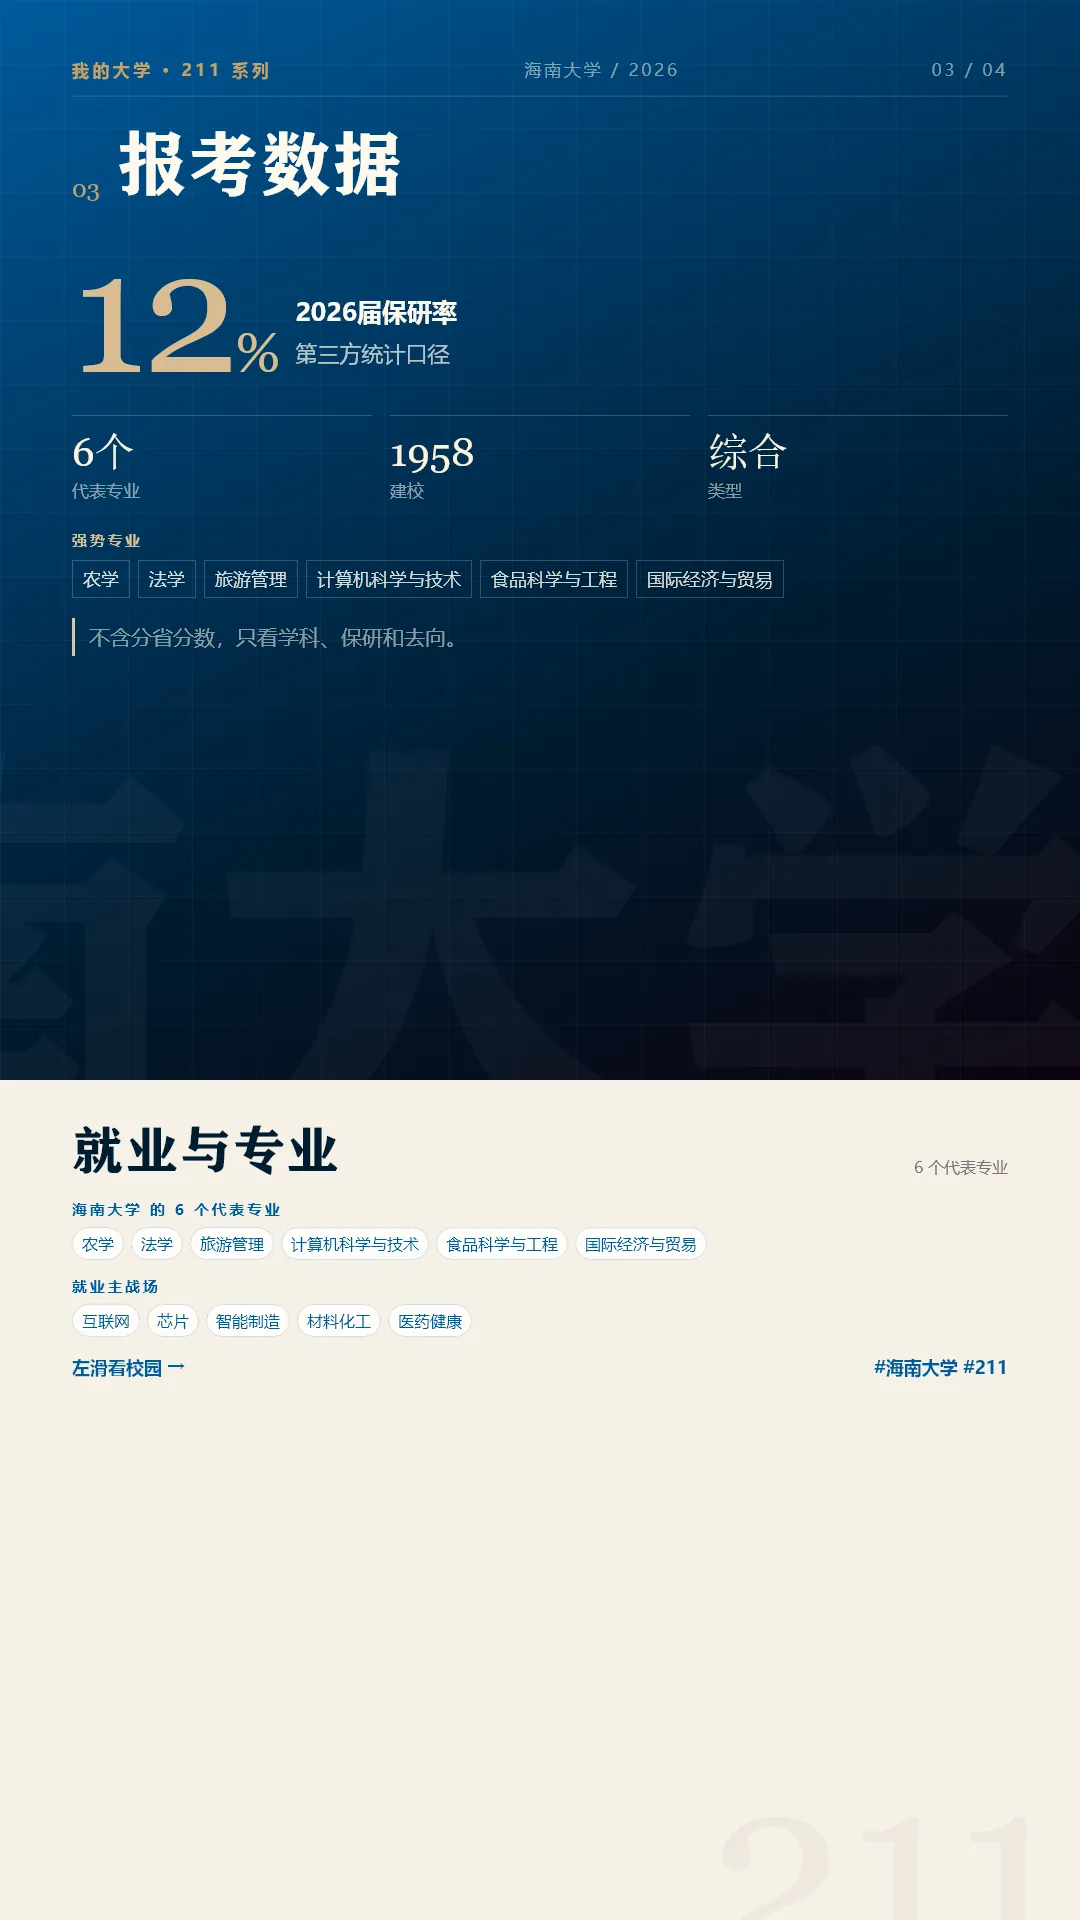 我的大学 · 211 系列
海南大学 / 2026
03 / 04
03 报考数据
12%
2026届保研率
第三方统计口径
6个
代表专业
1958
建校
综合
类型
强势专业
农学 法学 旅游管理 计算机科学与技术 食品科学与工程 国际经济与贸易
不含分省分数，只看学科、保研和去向。
南大学
就业与专业
6 个代表专业
海南大学 的 6 个代表专业
农学 法学 旅游管理 计算机科学与技术 食品科学与工程 国际经济与贸易
就业主战场
互联网 芯片 智能制造 材料化工 医药健康
左滑看校园 →
#海南大学 #211
211